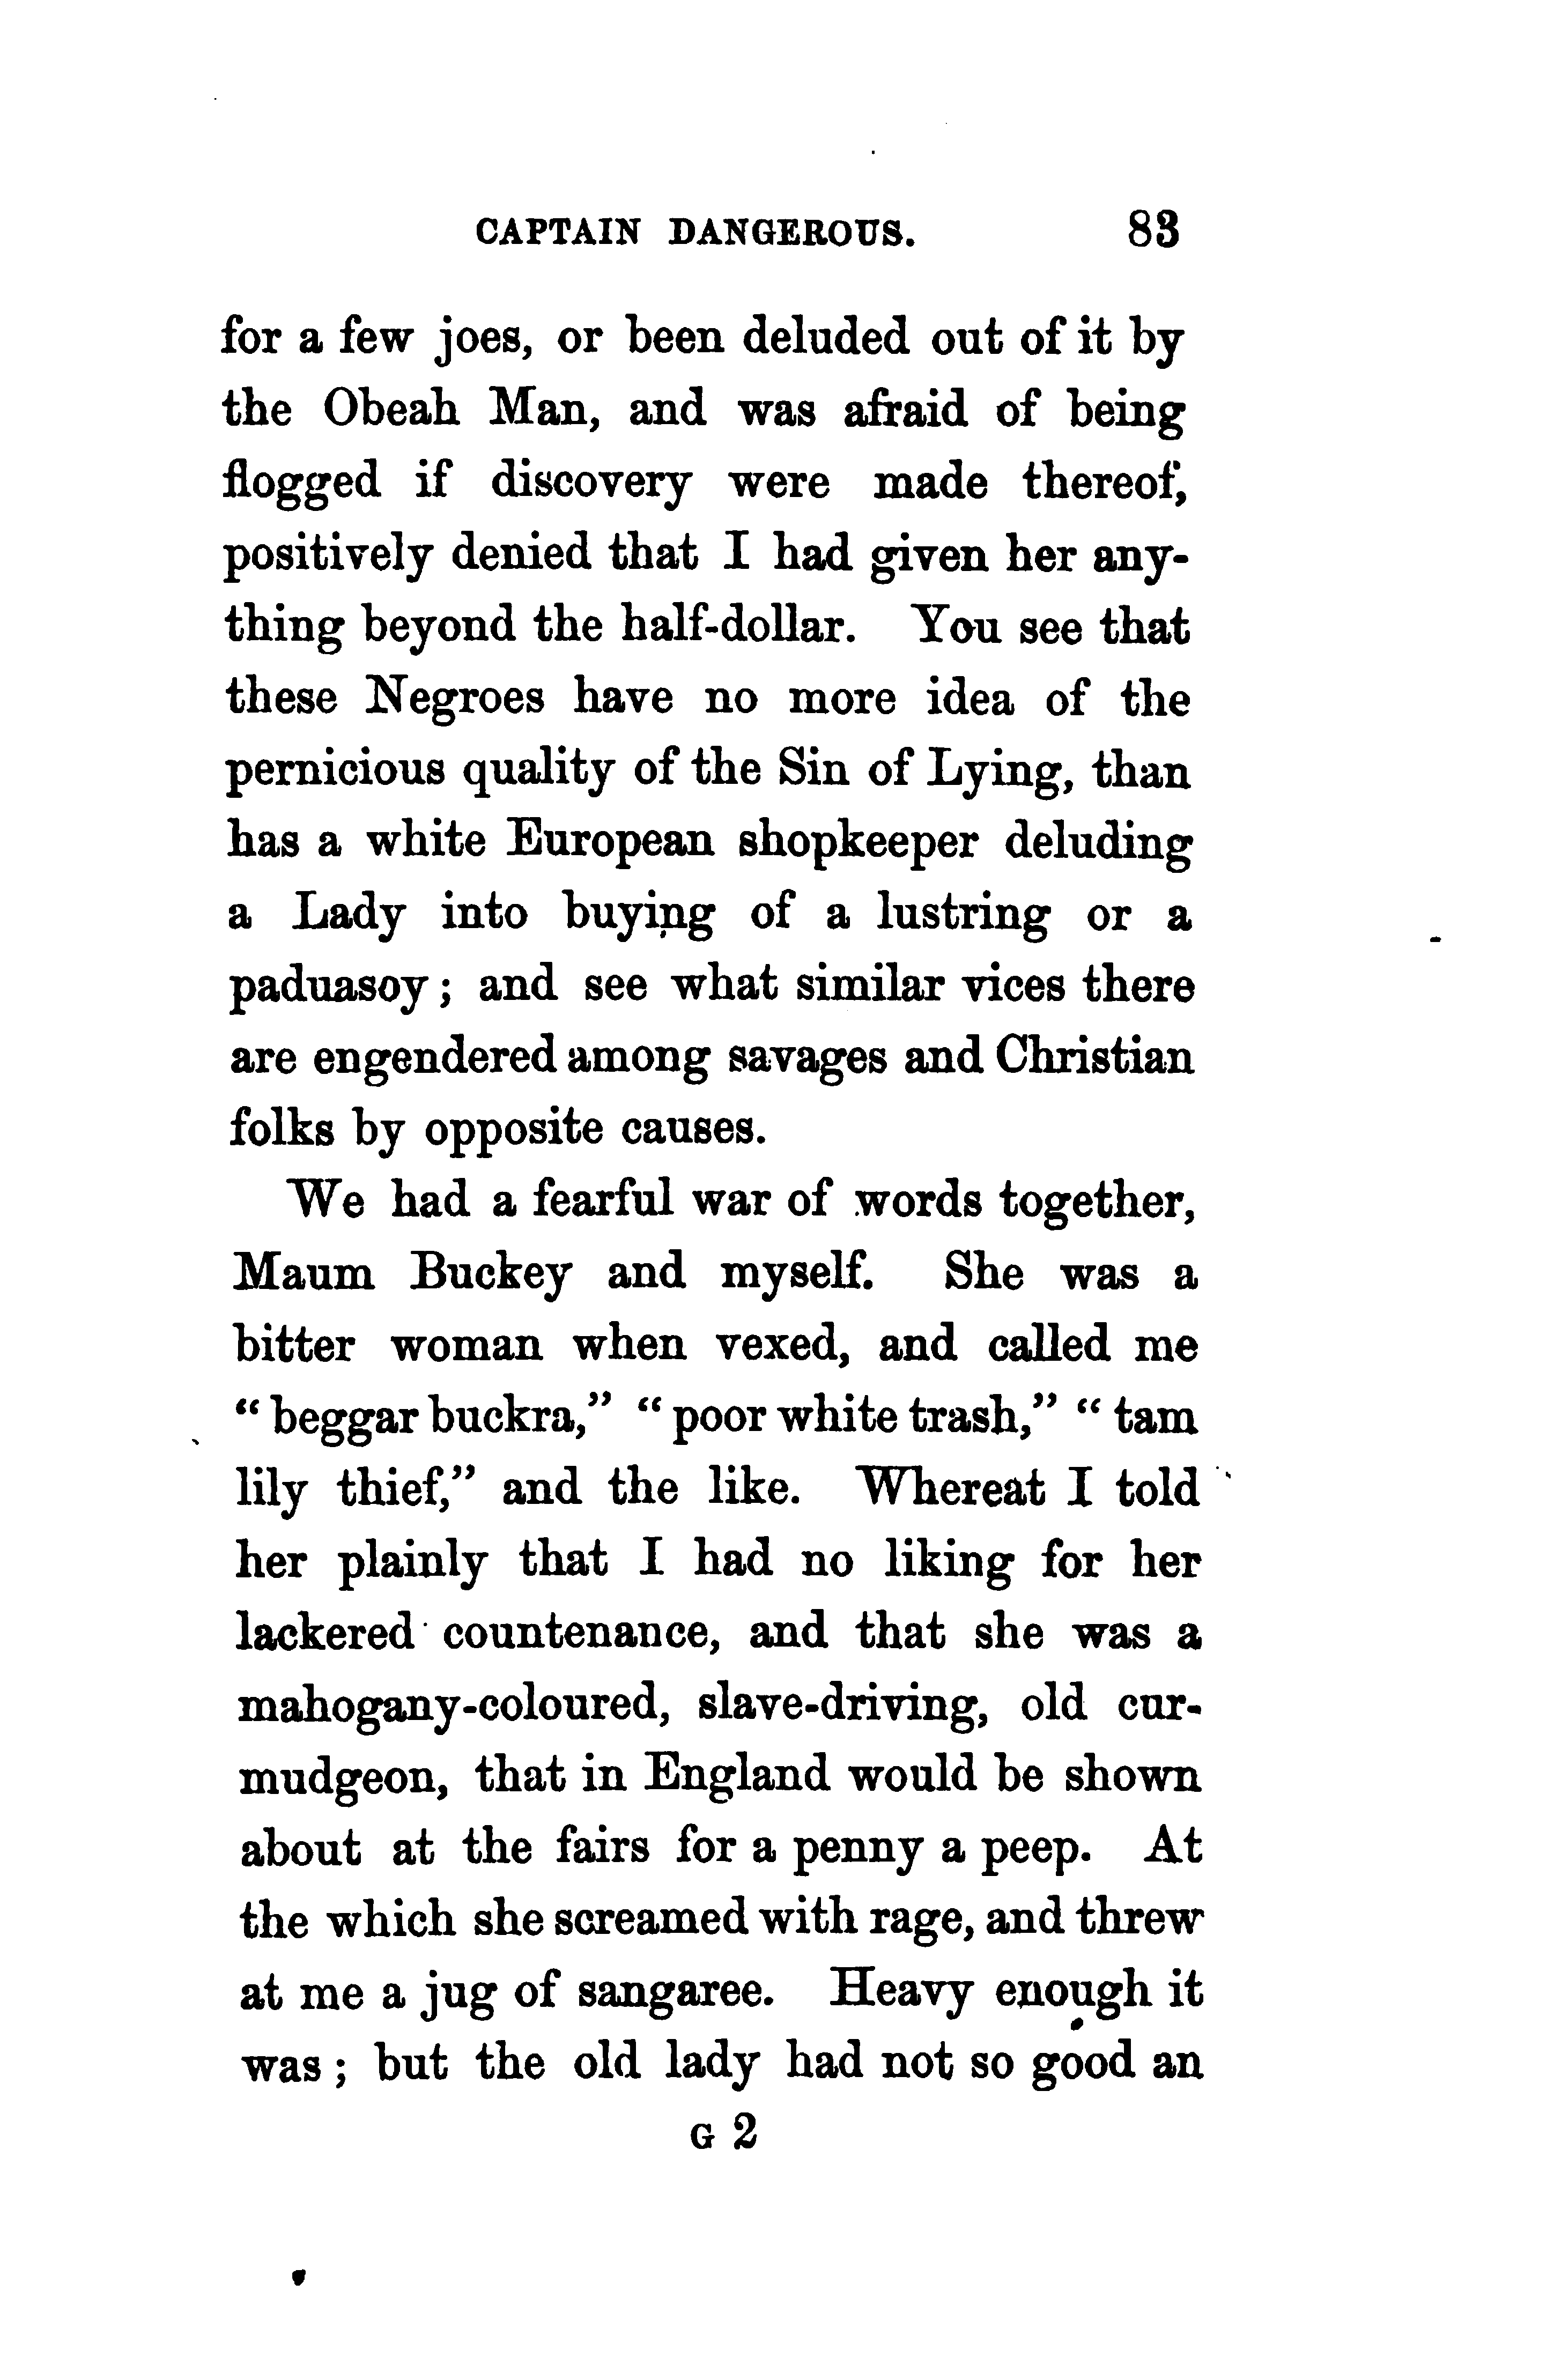 CAPTAIN DANGEROUS. 83
for a few joes, or been deluded out of it by
the Obeah Man, and was afraid of being
flogged if discovery were made thereof,
positively denied that I had given her any-
thing beyond the half-dollar. You see that
these Negroes have no more idea of the
pernicious quality of the Sin of Lying, than
has a white European shopkeeper deluding
a Lady into buying of a lustring or a
paduasoy; and see what similar vices there
are engendered among savages and Christian
folks by opposite causes.
We had a fearful war of words together,
Maum Buckey and myself. She was a
bitter woman when vexed, and called me
“beggar buckra,” “poor white trash,” “tam
lily thief,” and the like. Whereat I told
her plainly that I had no liking for her
lackered countenance, and that she was a
mahogany-coloured, slave-driving, old cur-
mudgeon, that in England would be shown
about at the fairs for a penny a peep. At
the which she screamed with rage, and threw
at me a jug of sangaree. Heavy enough it
was; but the old lady had not so good an
G 2